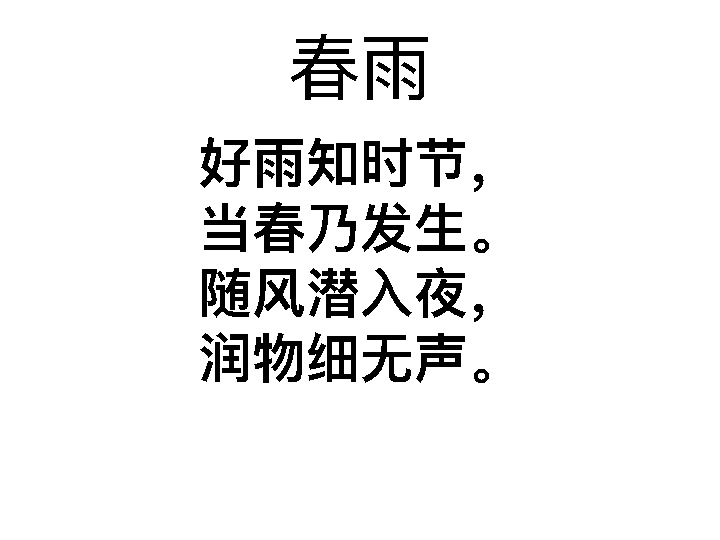 春雨
好雨知时节，
当春乃发生。
随风潜入夜，
润物细无声。